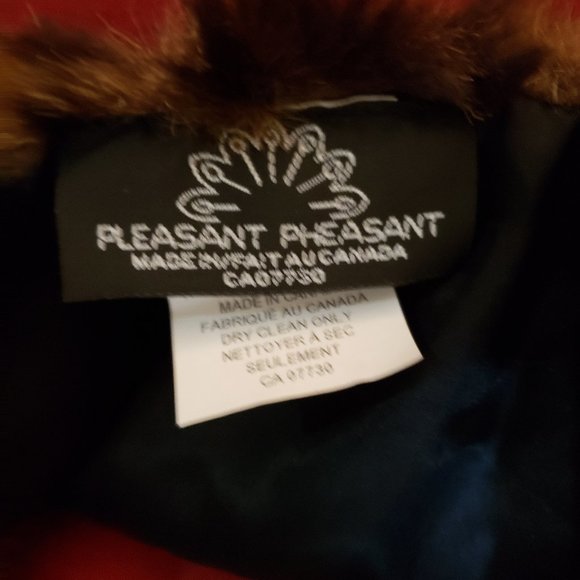 PLEASANT PHEASANT
MADE IN/FAIT AU CANADA
CA07730
MADE IN CAN
FABRIQUE AU CANADA
DRY CLEAN ONLY
NETTOYER A SEC
SEULEMENT
CA 07730